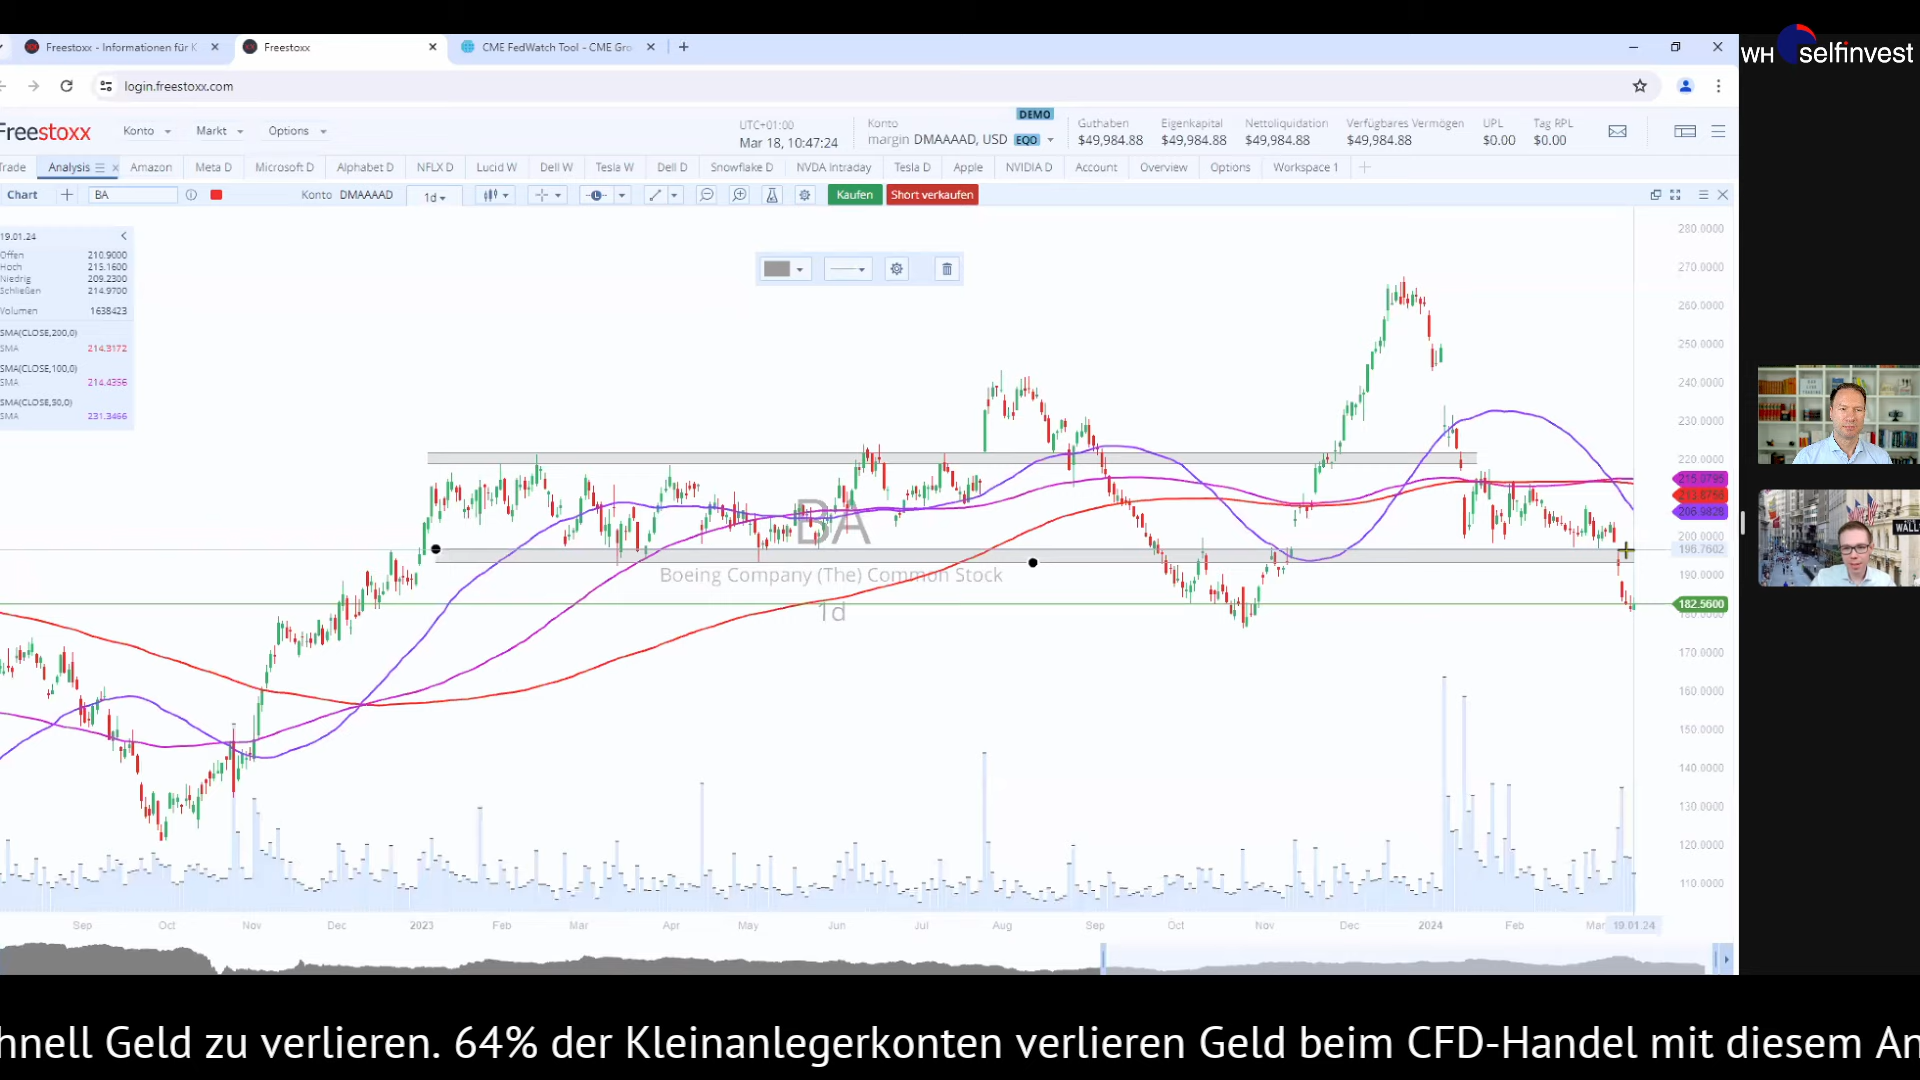 Freestoxx - Informationen für K
Freestoxx
CME FedWatch Tool - CME Gro
WH selfinvest
login.freestoxx.com
Freestoxx
Konto
Markt
Options
UTC+01:00
Mar 18, 10:47:24
Konto
DEMO
margin DMAAAAD, USD EQO
Guthaben
$49,984.88
Eigenkapital
$49,984.88
Nettoliquidation
$49,984.88
Verfügbares Vermögen
$49,984.88
UPL
$0.00
Tag RPL
$0.00
Trade
Analysis
Amazon
Meta D
Microsoft D
Alphabet D
NFLX D
Lucid W
Dell W
Tesla W
Dell D
Snowflake D
NVDA Intraday
Tesla D
Apple
NVIDIA D
Account
Overview
Options
Workspace 1
Chart
BA
Konto DMAAAAD
1d
Kaufen
Short verkaufen
19.01.24
Offen 210.9000
Hoch 215.1600
Niedrig 209.2300
Schließen 214.9700
Volumen 1638423
SMA(CLOSE,200,0)
SMA 214.3172
SMA(CLOSE,100,0)
SMA 214.4356
SMA(CLOSE,50,0)
SMA 231.3466
BA
Boeing Company (The) Common Stock
1d
280.0000
270.0000
260.0000
250.0000
240.0000
230.0000
220.0000
206.9828
200.0000
196.7602
190.0000
182.5600
170.0000
160.0000
150.0000
140.0000
130.0000
120.0000
110.0000
Sep Oct Nov Dec 2023 Feb Mar Apr May Jun Jul Aug Sep Oct Nov Dec 2024 Feb Mar 19.01.24
WALL
hnell Geld zu verlieren. 64% der Kleinanlegerkonten verlieren Geld beim CFD-Handel mit diesem An